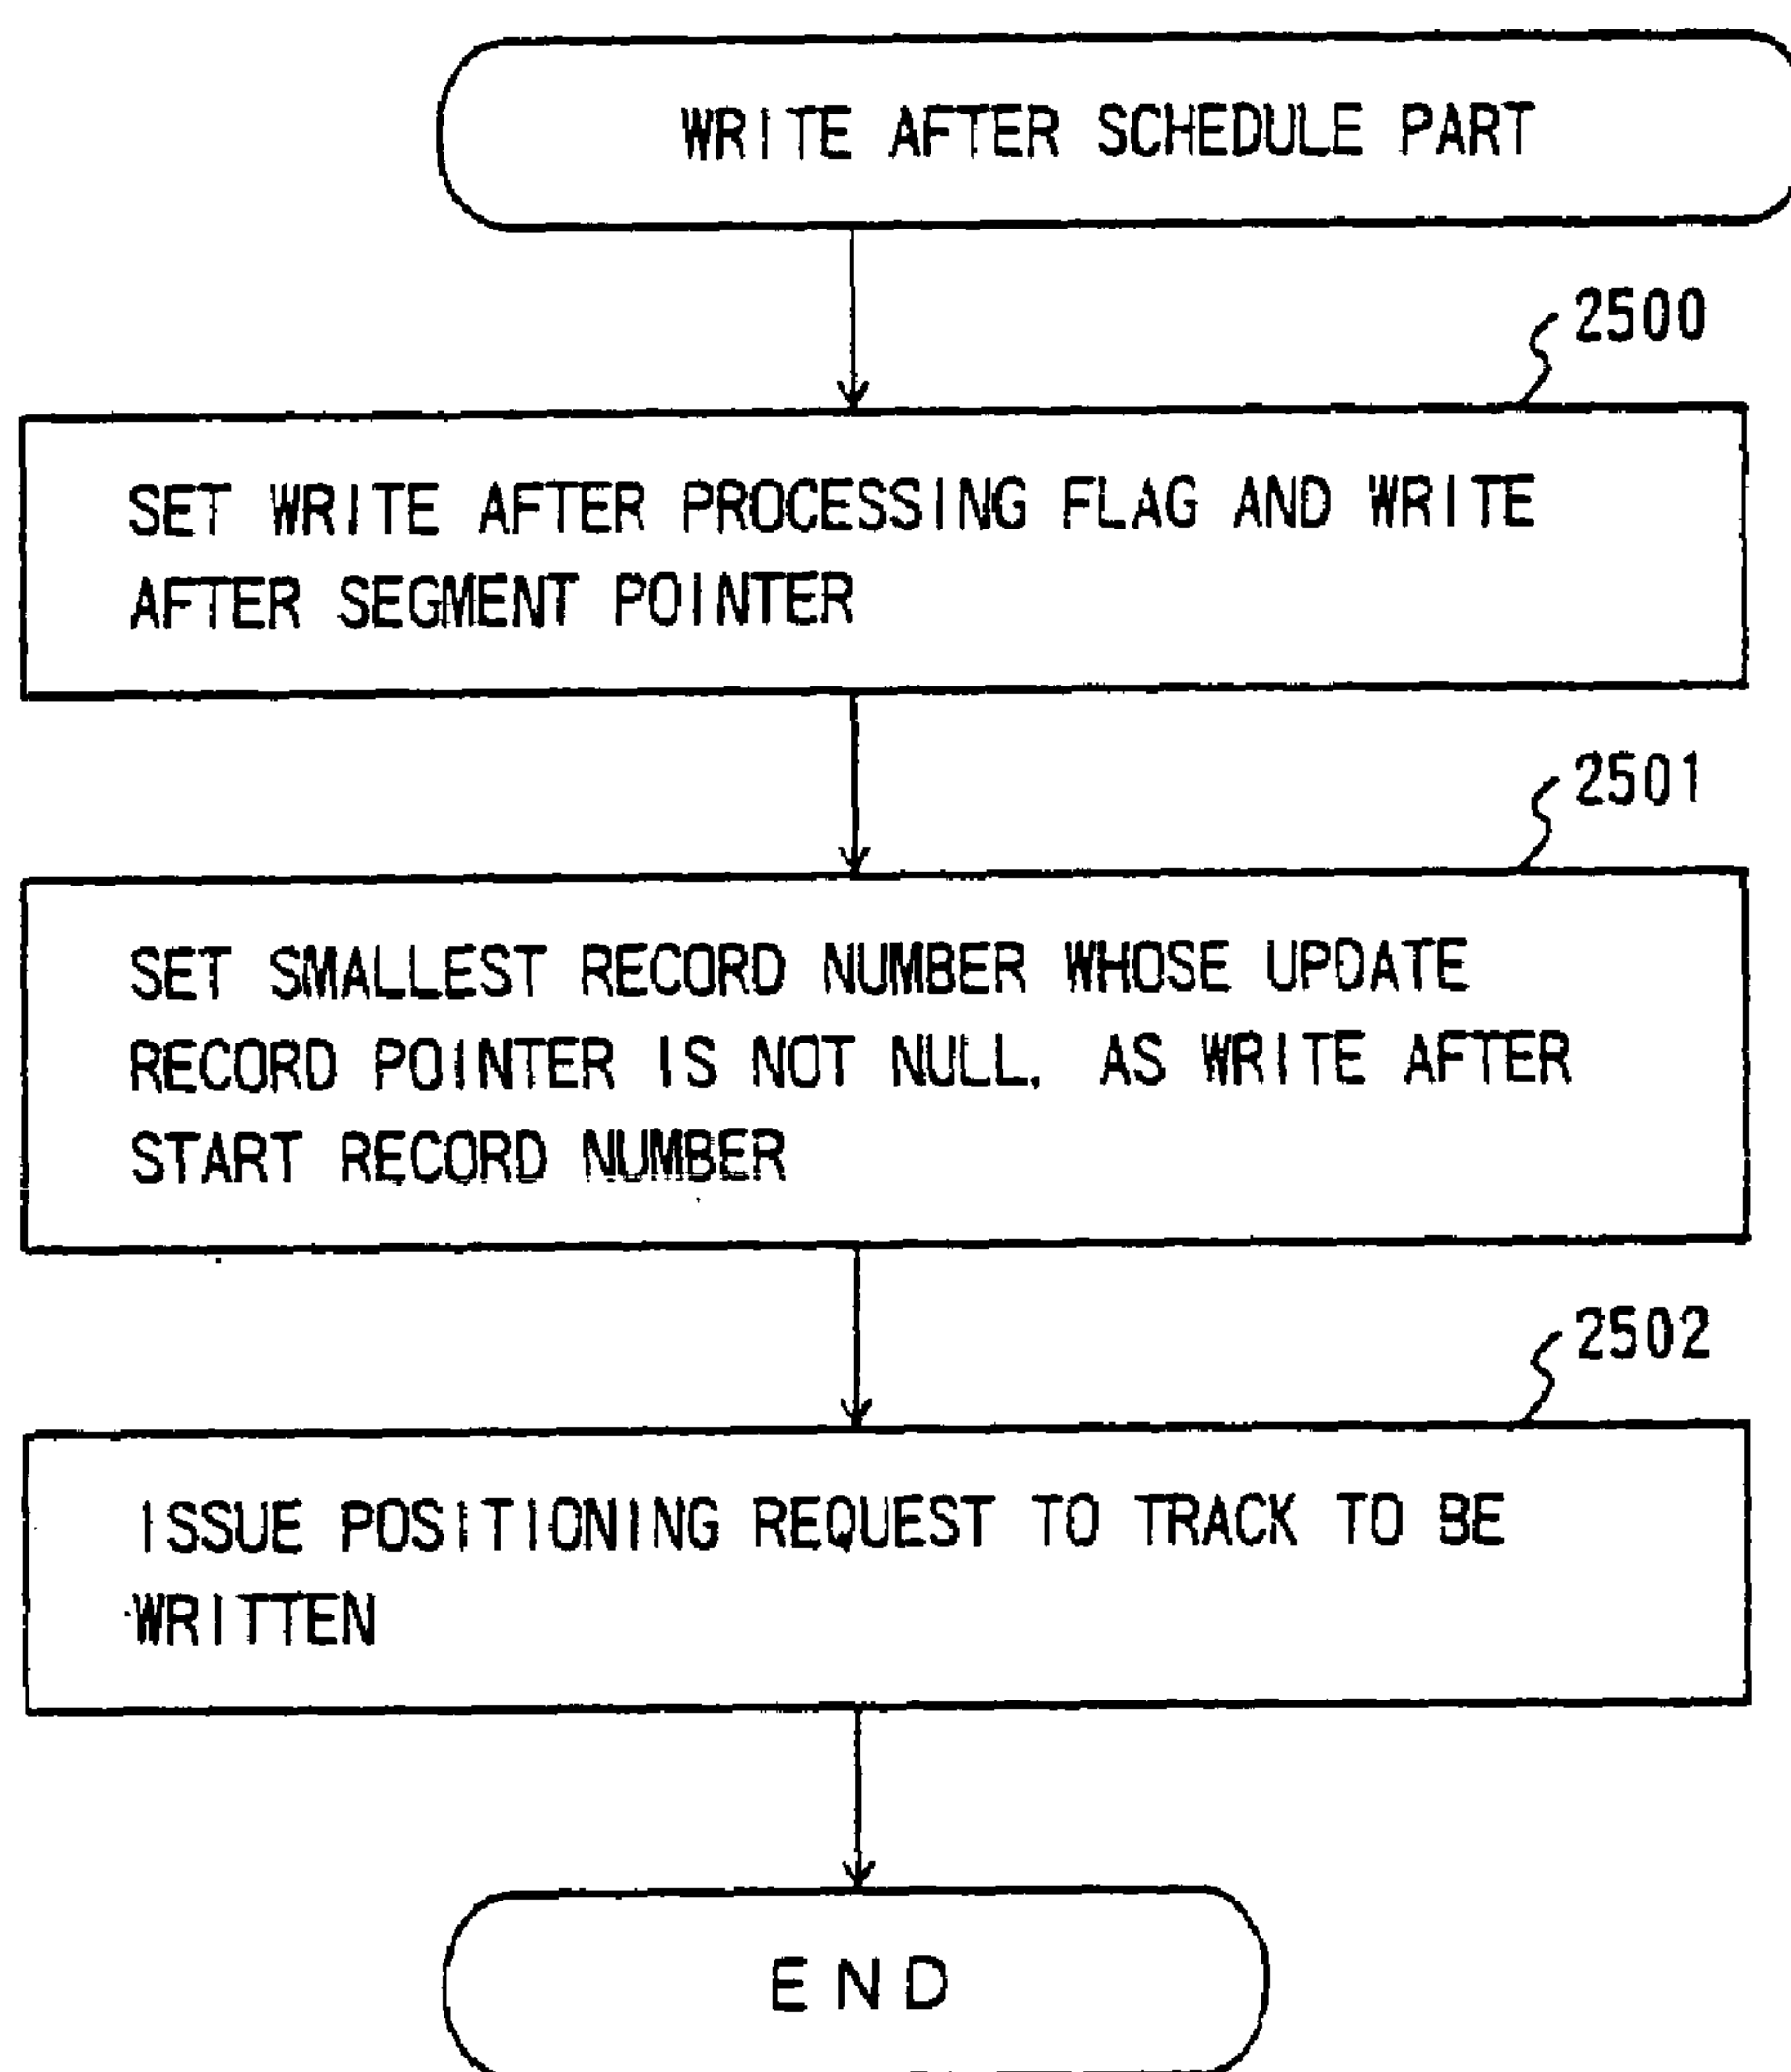 WRITE AFTER SCHEDULE PART
2500
SET WRITE AFTER PROCESSING FLAG AND WRITE
AFTER SEGMENT POINTER
2501
SET SMALLEST RECORD NUMBER WHOSE UPDATE
RECORD POINTER IS NOT NULL, AS WRITE AFTER
START RECORD NUMBER
2502
ISSUE POSITIONING REQUEST TO TRACK TO BE
WRITTEN
END